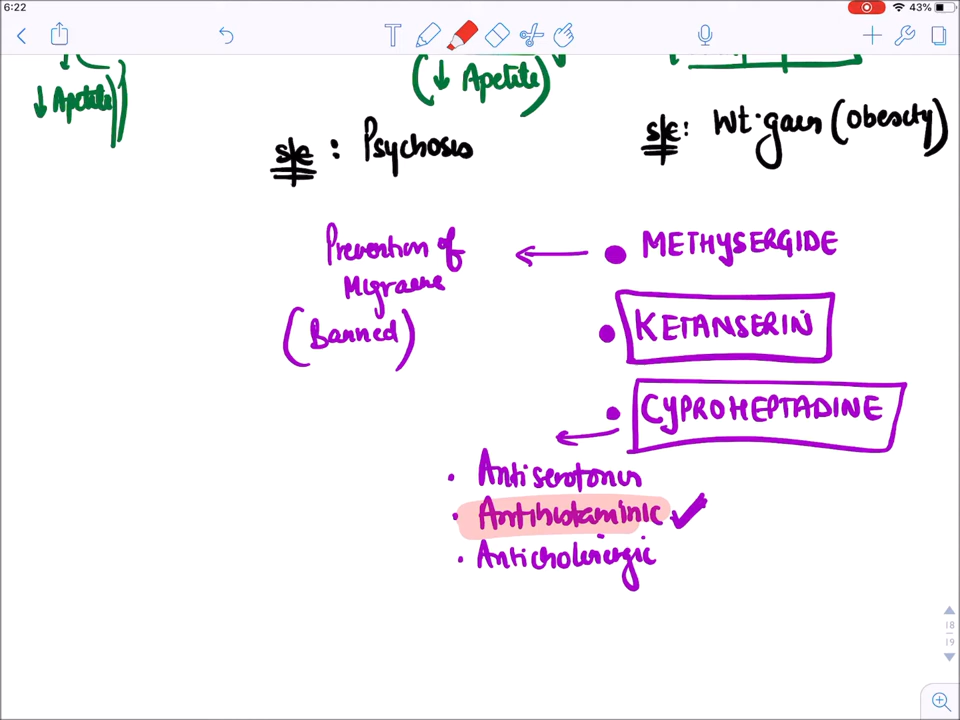 6:22
43%
T
↓ Apetite)
(↓ Apetite) ↓
s/e : Psychosis
s/e: Wt. gain (Obesity)
Prevention of
Migraine
(Banned)
← • METHYSERGIDE
• KETANSERIN
• CYPROHEPTADINE
←
· Antiserotonin
· Antihistaminic ✓
· Anticholinergic
18
19